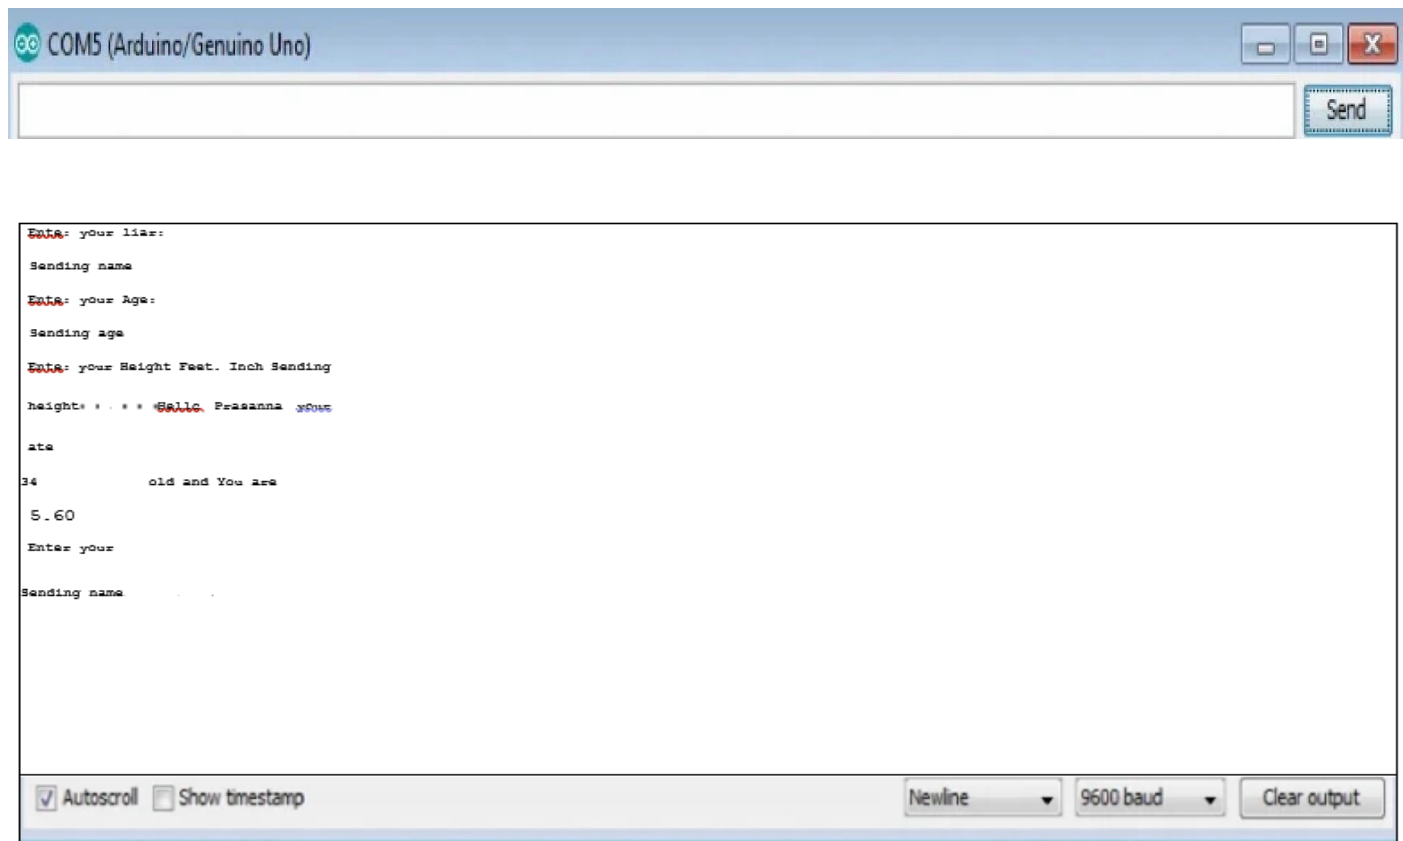 COM5 (Arduino/Genuino Uno)
Send
Ente: your liar:
Sending name
Ente: your Age:
Sending age
Ente: your Height Feet. Inch Sending
height Hellc Prasanna your
ate
34 old and You are
5.60
Enter your
Sending name
Autoscroll Show timestamp Newline 9600 baud Clear output